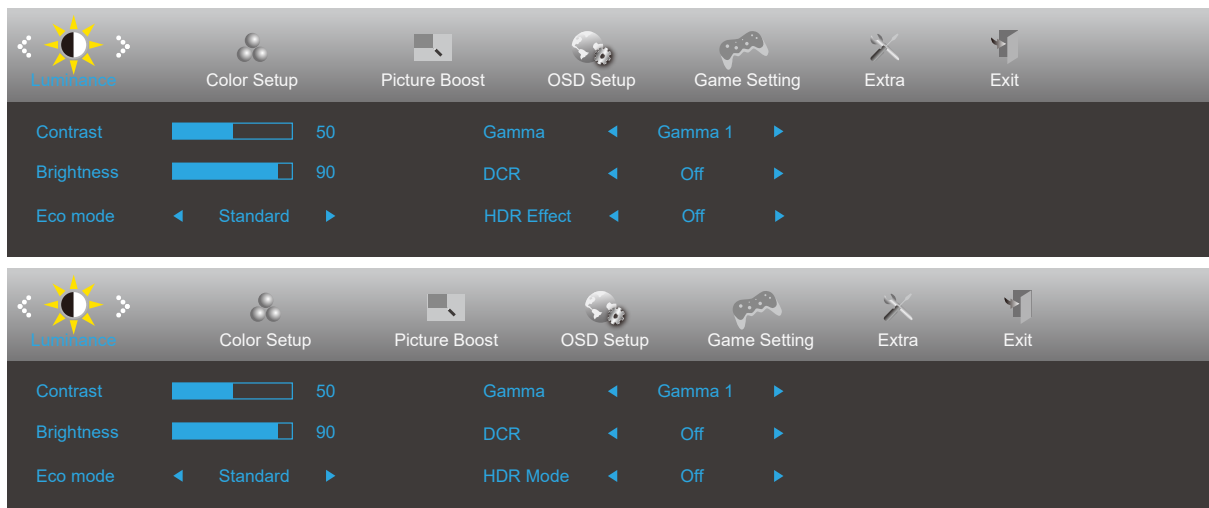 Luminance Color Setup Picture Boost OSD Setup Game Setting Extra Exit
Contrast 50 Gamma Gamma 1
Brightness 90 DCR Off
Eco mode Standard HDR Effect Off
Luminance Color Setup Picture Boost OSD Setup Game Setting Extra Exit
Contrast 50 Gamma Gamma 1
Brightness 90 DCR Off
Eco mode Standard HDR Mode Off